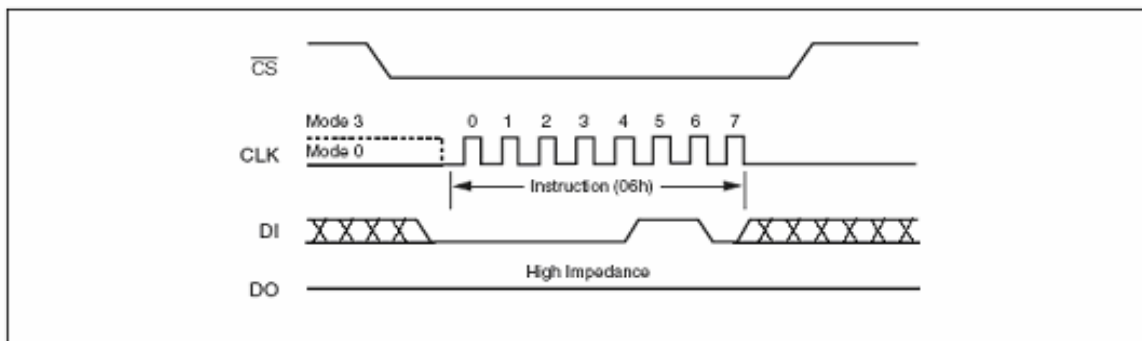 CS
Mode 3
0 1 2 3 4 5 6 7
CLK
Mode 0
Instruction (06h)
DI
High Impedance
DO